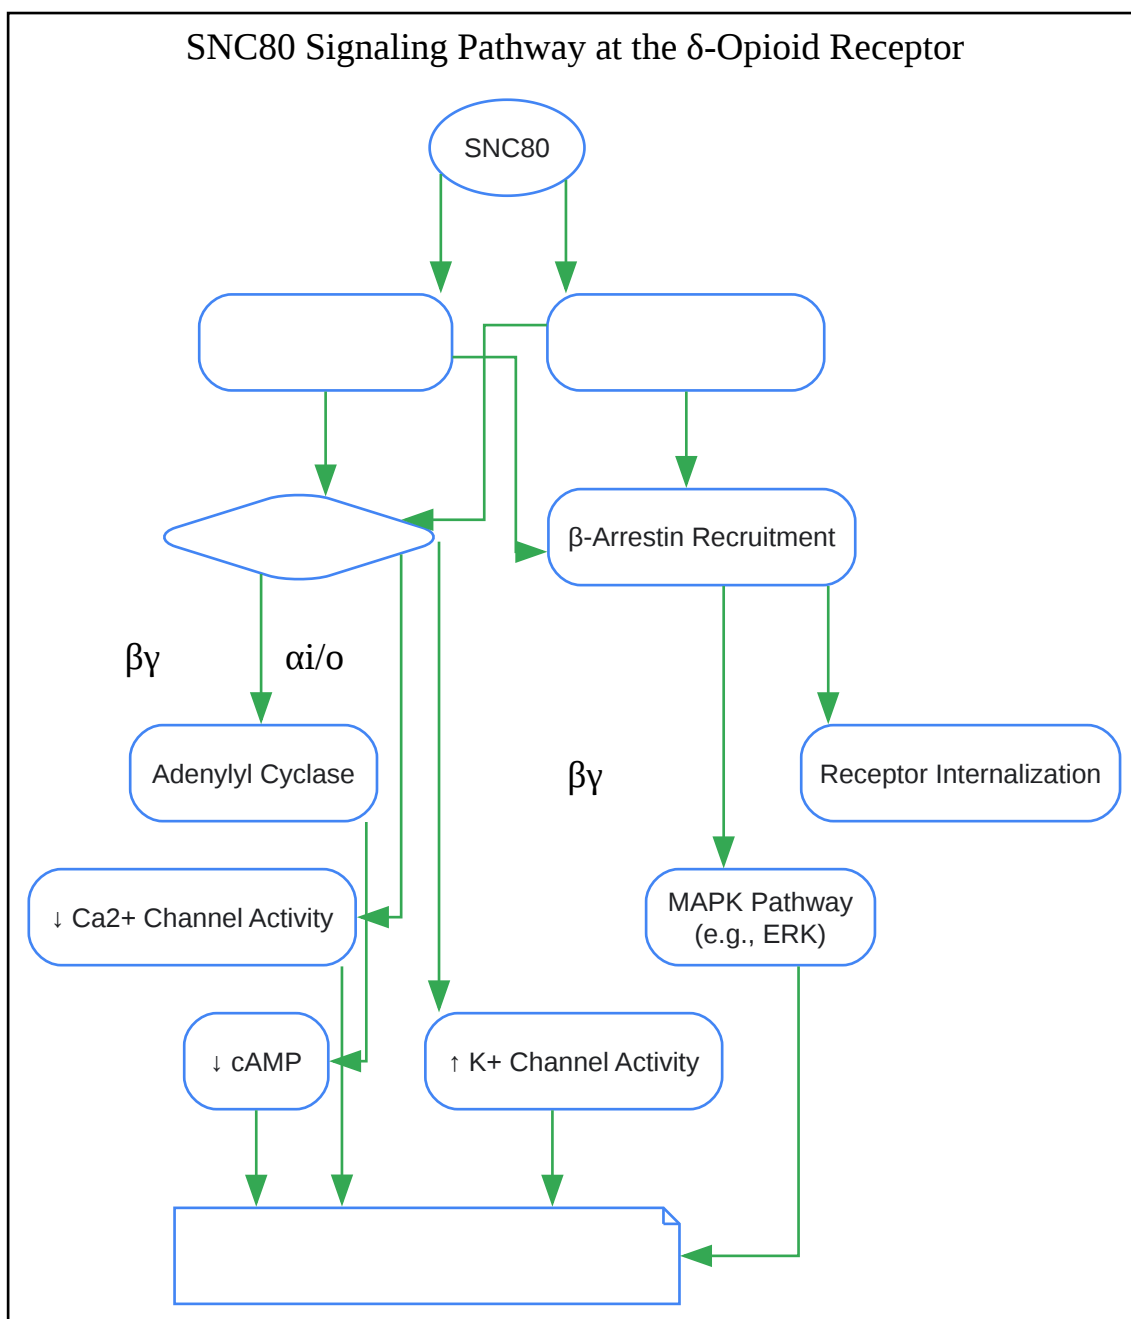 SNC80 Signaling Pathway at the δ-Opioid Receptor
SNC80
β-Arrestin Recruitment
βγ
αi/o
Adenylyl Cyclase
βγ
Receptor Internalization
↓ Ca2+ Channel Activity
MAPK Pathway
(e.g., ERK)
↓ cAMP
↑ K+ Channel Activity